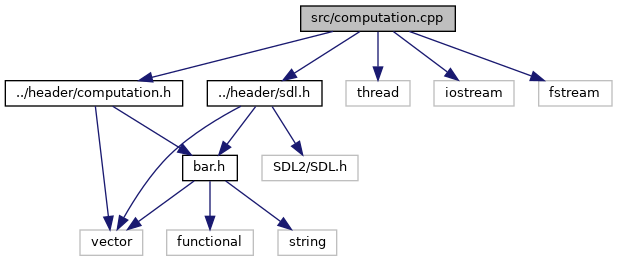 src/computation.cpp
../header/computation.h
../header/sdl.h
thread
iostream
fstream
bar.h
SDL2/SDL.h
vector
functional
string